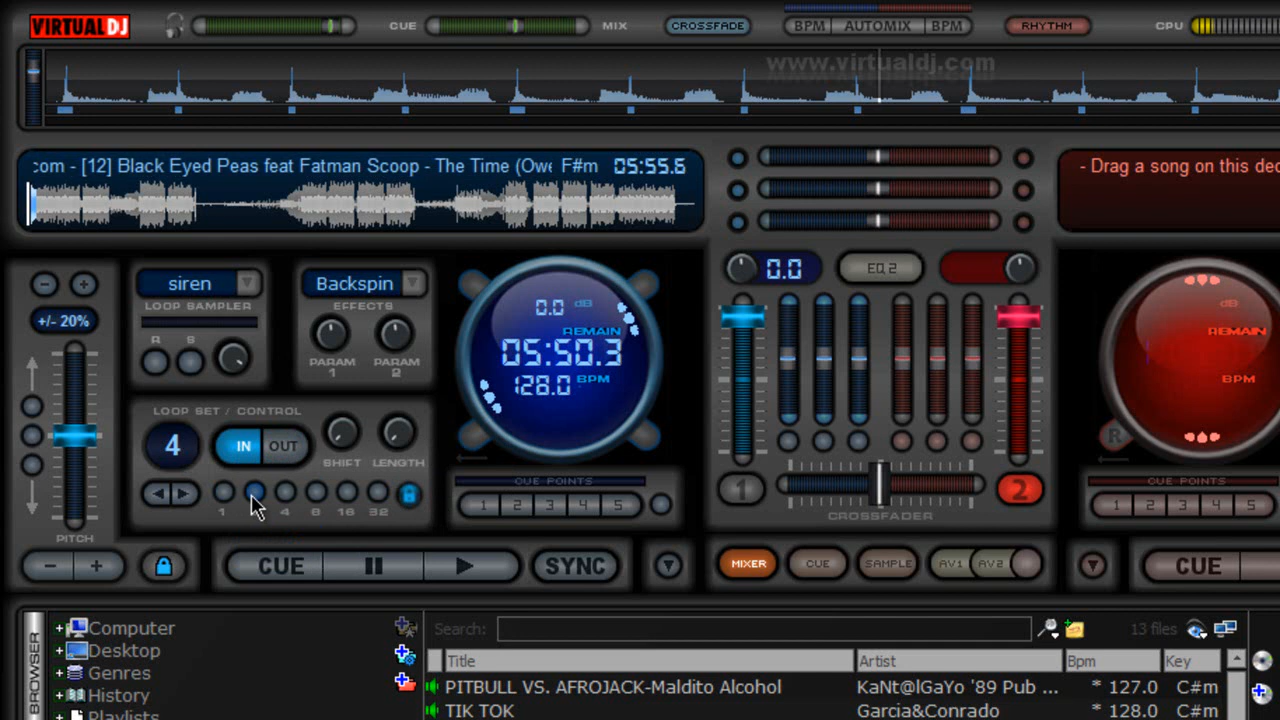 VIRTUAL DJ CUE MIX CROSSFADE BPM AUTOMIX BPM RHYTHM CPU
www.virtualdj.com
:com - [12] Black Eyed Peas feat Fatman Scoop - The Time (Owe F#m 05:55.6
- Drag a song on this dec
siren
LOOP SAMPLER
R S
Backspin
EFFECTS
PARAM 1 PARAM 2
+/- 20%
PITCH
LOOP SET / CONTROL
4 IN OUT
SHIFT LENGTH
1 4 8 16 32
0.0 dB
REMAIN
05:50.3
128.0 BPM
CUE POINTS
1 2 3 4 5
0.0 EQ 2
1 2
CROSSFADER
dB
REMAIN
BPM
R
CUE POINTS
1 2 3 4 5
- + CUE SYNC MIXER CUE SAMPLE AV1 AV2 CUE
BROWSER
Computer
Desktop
Genres
History
Playlists
Search: 13 files
Title Artist Bpm Key
PITBULL VS. AFROJACK-Maldito Alcohol KaNt@lGaYo '89 Pub ... * 127.0 C#m
TIK TOK Garcia&Conrado * 128.0 C#m